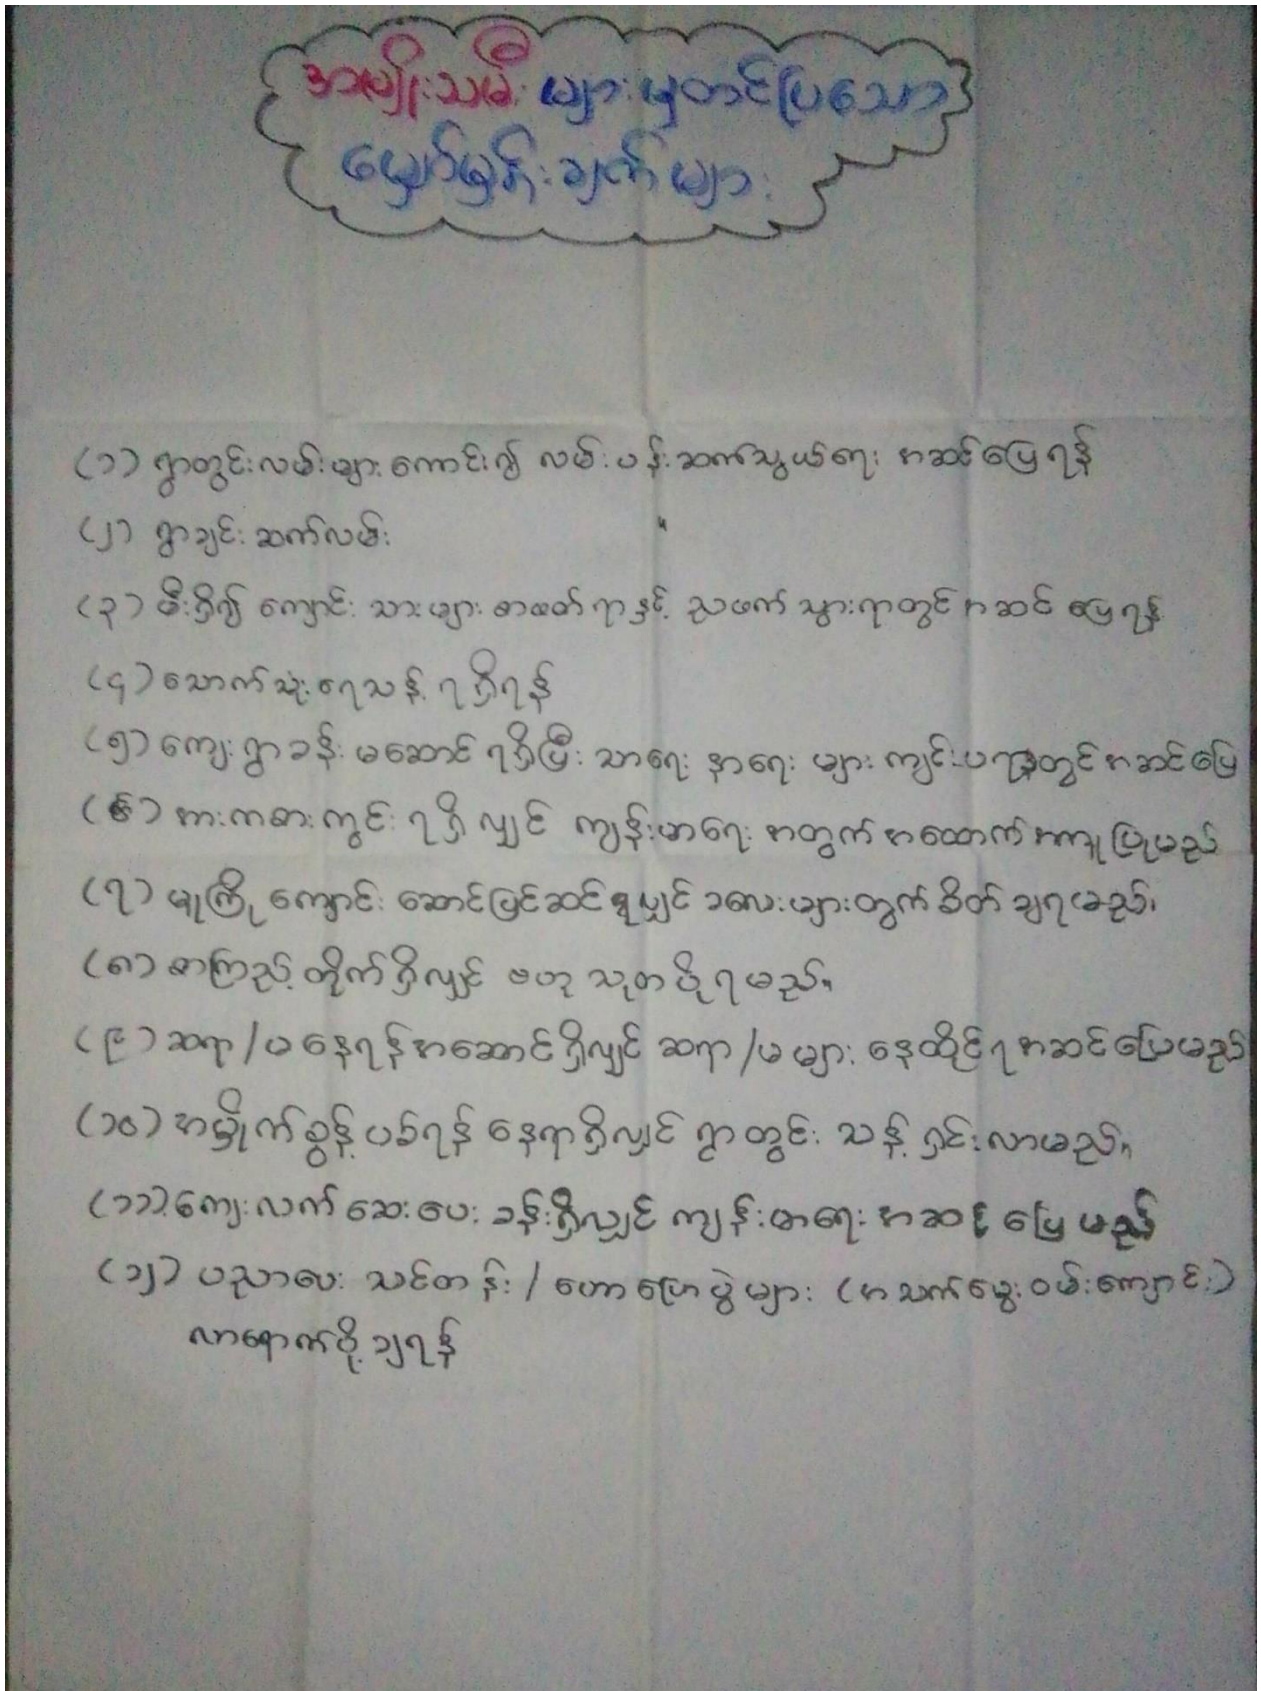 အမျိုးသမီးများမှတင်ပြသော
မျှော်မှန်းချက်များ
(၁) ရွာတွင်းလမ်းများကောင်း၍ လမ်းပန်းဆက်သွယ်ရေး အဆင်ပြေရန်
(၂) ရွာချင်းဆက်လမ်း
(၃) မီးရှိ၍ ကျောင်းသားများ စာဖတ်ရာနှင့် ညဖက်သွားရာတွင်အဆင်ပြေရန်
(၄) သောက်သုံးရေသန့်ရရှိရန်
(၅) ကျေးရွာခန်းမဆောင်ရရှိပြီး သာရေးနာရေးများကျင်းပရာတွင်အဆင်ပြေ
(၆) အားကစားကွင်းရရှိလျှင် ကျန်းမာရေးအတွက်အထောက်အကူပြုမည်
(၇) မူကြိုကျောင်းဆောင်ပြင်ဆင်ရလျှင် ခလေးများတွက်စိတ်ချရမည်၊
(၈) စာကြည့်တိုက်ရှိလျှင် ဗဟုသုတပိုရမည်။
(၉) ဆရာ/မနေရန်အဆောင်ရှိလျှင် ဆရာ/မများနေထိုင်ရအဆင်ပြေမည်
(၁၀) အမှိုက်စွန့်ပစ်ရန်နေရာရှိလျှင် ရွာတွင်းသန့်ရှင်းလာမည်။
(၁၁) ကျေးလက်ဆေးပေးခန်းရှိလျှင် ကျန်းမာရေးအဆင်ပြေမည်
(၁၂) ပညာပေးသင်တန်း/ဟောပြောပွဲများ (အသက်မွေးဝမ်းကျောင်း)
လာရောက်ပို့ချရန်